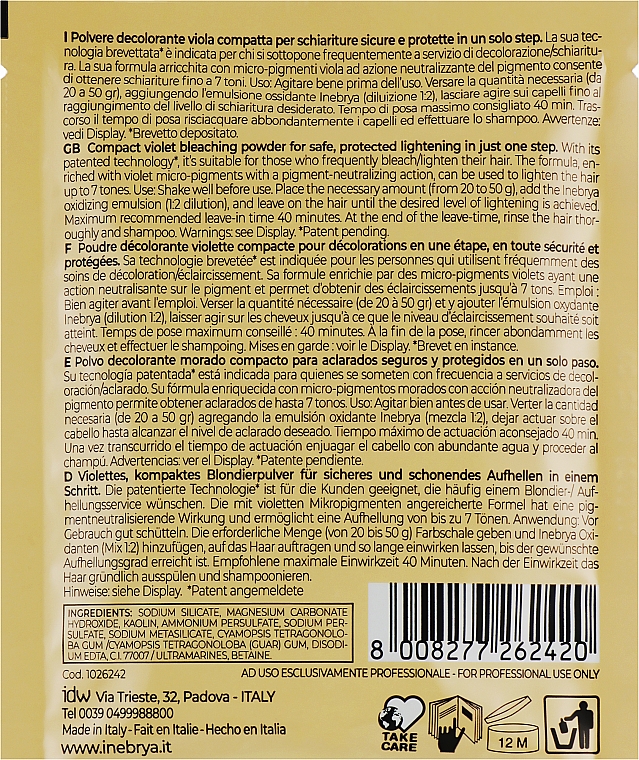 I Polvere decolorante viola compatta per schiariture sicure e protette in un solo step. La sua tec-
nologia brevettata* è indicata per chi si sottopone frequentemente a servizio di decolorazione/schiaritu-
ra. La sua formula arricchita con micro-pigmenti viola ad azione neutralizzante del pigmento consente
di ottenere schiariture fino a 7 toni. Uso: Agitare bene prima dell'uso. Versare la quantità necessaria (da
20 a 50 gr), aggiungendo l'emulsione ossidante Inebrya (diluizione 1:2), lasciare agire sui capelli fino al
raggiungimento del livello di schiaritura desiderato. Tempo di posa massimo consigliato 40 min. Tras-
corso il tempo di posa risciacquare abbondantemente i capelli ed effettuare lo shampoo. Avvertenze:
vedi Display. *Brevetto depositato.
GB Compact violet bleaching powder for safe, protected lightening in just one step. With its
patented technology*, it's suitable for those who frequently bleach/lighten their hair. The formula, en-
riched with violet micro-pigments with a pigment-neutralizing action, can be used to lighten the hair
up to 7 tones. Use: Shake well before use. Place the necessary amount (from 20 to 50 gr), add the Inebrya
oxidizing emulsion (1:2 dilution), and leave on the hair until the desired level of lightening is achieved.
Maximum recommended leave-in time 40 minutes. At the end of the leave-time, rinse the hair thor-
oughly and shampoo. Warnings: see Display. *Patent pending.
F Poudre décolorante violette compacte pour décolorations en une étape, en toute sécurité et
protégées. Sa technologie brevetée* est indiquée pour les personnes qui utilisent fréquemment des
soins de décoloration/éclaircissement. Sa formule enrichie par des micro-pigments violets ayant une
action neutralisante sur le pigment et permet d'obtenir des éclaircissements jusqu'à 7 tons. Emploi :
Bien agiter avant l'emploi. Verser la quantité nécessaire (de 20 à 50 gr) et y ajouter l'émulsion oxydante
Inebrya (dilution 1:2), laisser agir sur les cheveux jusqu'à ce que le niveau d'éclaircissement souhaité soit
atteint. Temps de pose maximum conseillé : 40 minutes. À la fin de la pose, rincer abondamment les
cheveux et effectuer le shampoing. Mises en garde : voir le Display. *Brevet en instance.
E Polvo decolorante morado compacto para aclarados seguros y protegidos en un solo paso.
Su tecnología patentada* está indicada para quienes se someten con frecuencia a servicios de decol-
oración/aclarado. Su fórmula enriquecida con micro-pigmentos morados con acción neutralizadora del
pigmento permite obtener aclarados de hasta 7 tonos. Uso: Agitar bien antes de usar. Verter la cantidad
necesaria (de 20 a 50 gr) agregando la emulsión oxidante Inebrya (mezcla 1:2), dejar actuar sobre el
cabello hasta alcanzar el nivel de aclarado deseado. Tiempo máximo de actuación aconsejado 40 min.
Una vez transcurrido el tiempo de actuación enjuagar el cabello con abundante agua y proceder al
champú. Advertencias: ver el Display. *Patente pendiente.
D Violettes, kompaktes Blondierpulver für sicheres und schonendes Aufhellen in einem
Schritt. Die patentierte Technologie* ist für die Kunden geeignet, die häufig einem Blondier-/ Auf-
hellungsservice wünschen. Die mit violetten Mikropigmenten angereicherte Formel hat eine pig-
mentneutralisierende Wirkung und ermöglicht eine Aufhellung von bis zu 7 Tönen. Anwendung: Vor
Gebrauch gut schütteln. Die erforderliche Menge (von 20 bis 50 g) Farbschale geben und Inebrya Oxi-
danten (Mix 1:2) hinzufügen, auf das Haar auftragen und so lange einwirken lassen, bis der gewünschte
Aufhellungsgrad erreicht ist. Empfohlene maximale Einwirkzeit 40 Minuten. Nach der Einwirkzeit das
Haar gründlich ausspülen und shampoonieren.
Hinweise: siehe Display. *Patent angemeldete
INGREDIENTS: SODIUM SILICATE, MAGNESIUM CARBONATE
HYDROXIDE, KAOLIN, AMMONIUM PERSULFATE, SODIUM PER-
SULFATE, SODIUM METASILICATE, CYAMOPSIS TETRAGONOLO-
BA GUM /CYAMOPSIS TETRAGONOLOBA (GUAR) GUM, DISODI-
UM EDTA, C.I. 77007 / ULTRAMARINES, BETAINE.
8 008277 262420
Cod. 1026242
AD USO ESCLUSIVAMENTE PROFESSIONALE - FOR PROFESSIONAL USE ONLY
idw Via Trieste, 32, Padova - ITALY
Tel 0039 0499988800
Made in Italy - Fait en Italie - Hecho en Italia
www.inebrya.it
TAKE
CARE
12 M